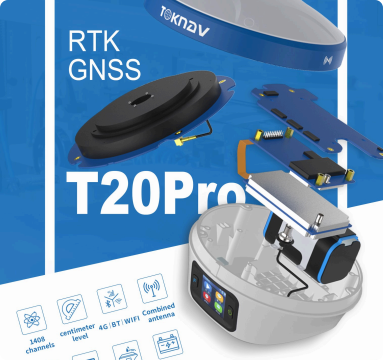 TOKNAV
RTK
GNSS
T20Pro
1408
channels
centimeter
level
4G | BT | WIFI
Combined
antenna